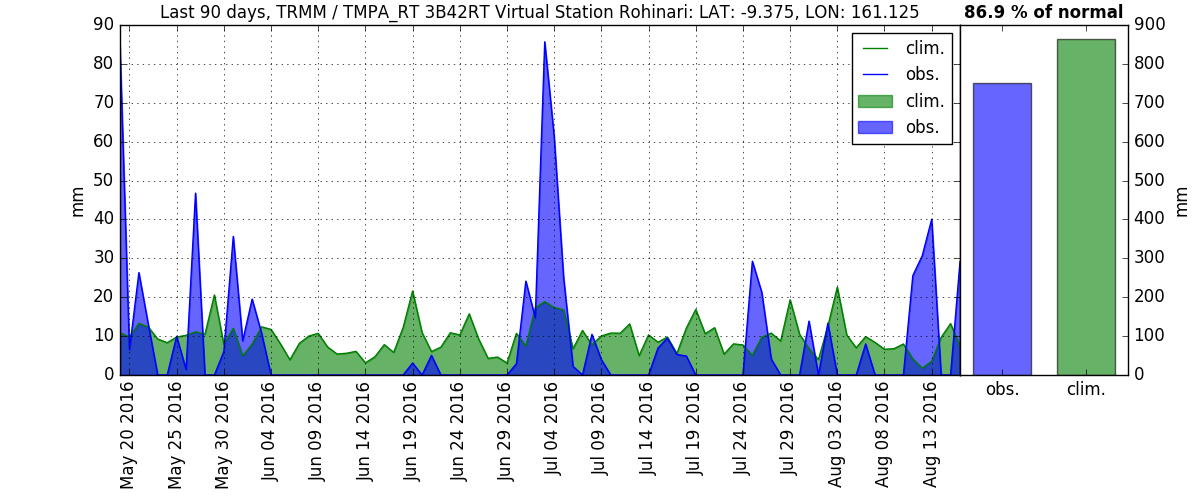 Last 90 days, TRMM / TMPA_RT 3B42RT Virtual Station Rohinari: LAT: -9.375, LON: 161.125
86.9 % of normal
90
80
70
60
50
40
30
20
10
0
mm
clim.
obs.
clim.
obs.
May 20 2016
May 25 2016
May 30 2016
Jun 04 2016
Jun 09 2016
Jun 14 2016
Jun 19 2016
Jun 24 2016
Jun 29 2016
Jul 04 2016
Jul 09 2016
Jul 14 2016
Jul 19 2016
Jul 24 2016
Jul 29 2016
Aug 03 2016
Aug 08 2016
Aug 13 2016
900
800
700
600
500
400
300
200
100
0
mm
obs. clim.